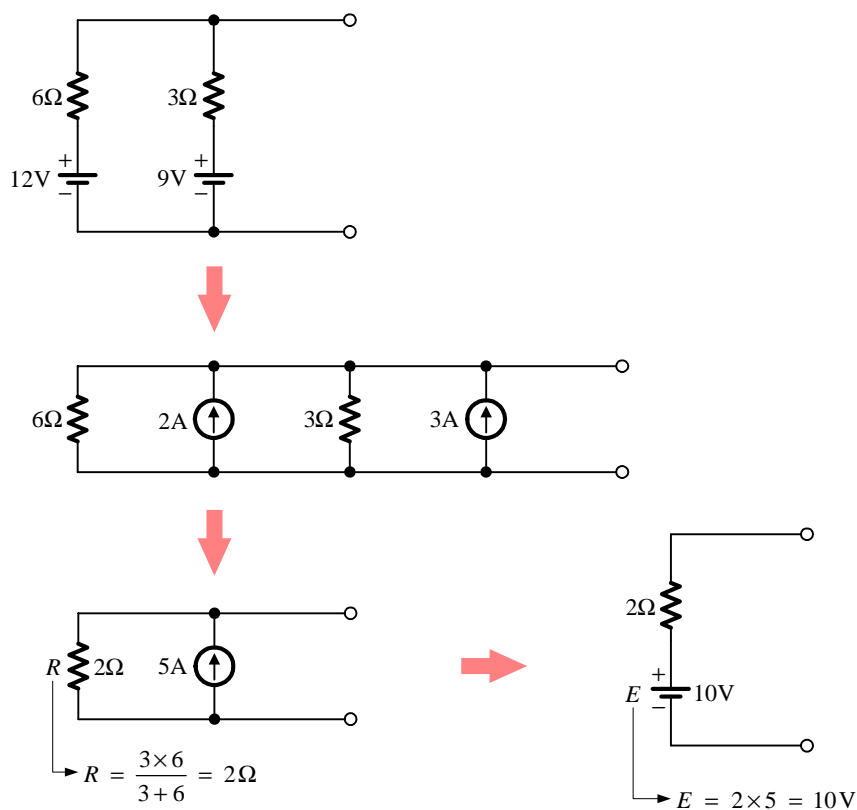 6Ω 3Ω
+ +
12V 9V
− −
6Ω 2A 3Ω 3A
R 2Ω 5A
R = 3×6 / 3+6 = 2Ω
2Ω
+
E 10V
−
E = 2×5 = 10V